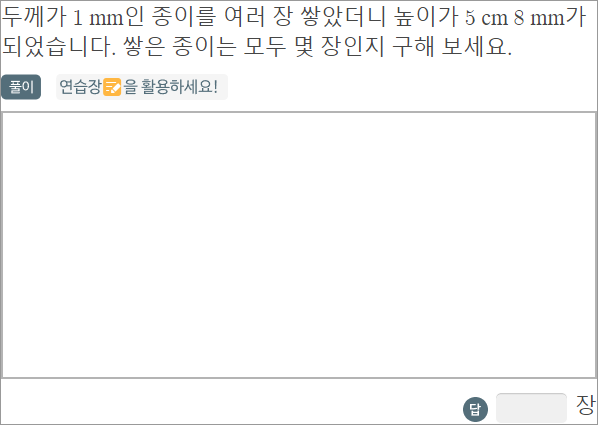 두께가 1 mm인 종이를 여러 장 쌓았더니 높이가 5 cm 8 mm가
되었습니다. 쌓은 종이는 모두 몇 장인지 구해 보세요.
풀이 연습장을 활용하세요!
답 장